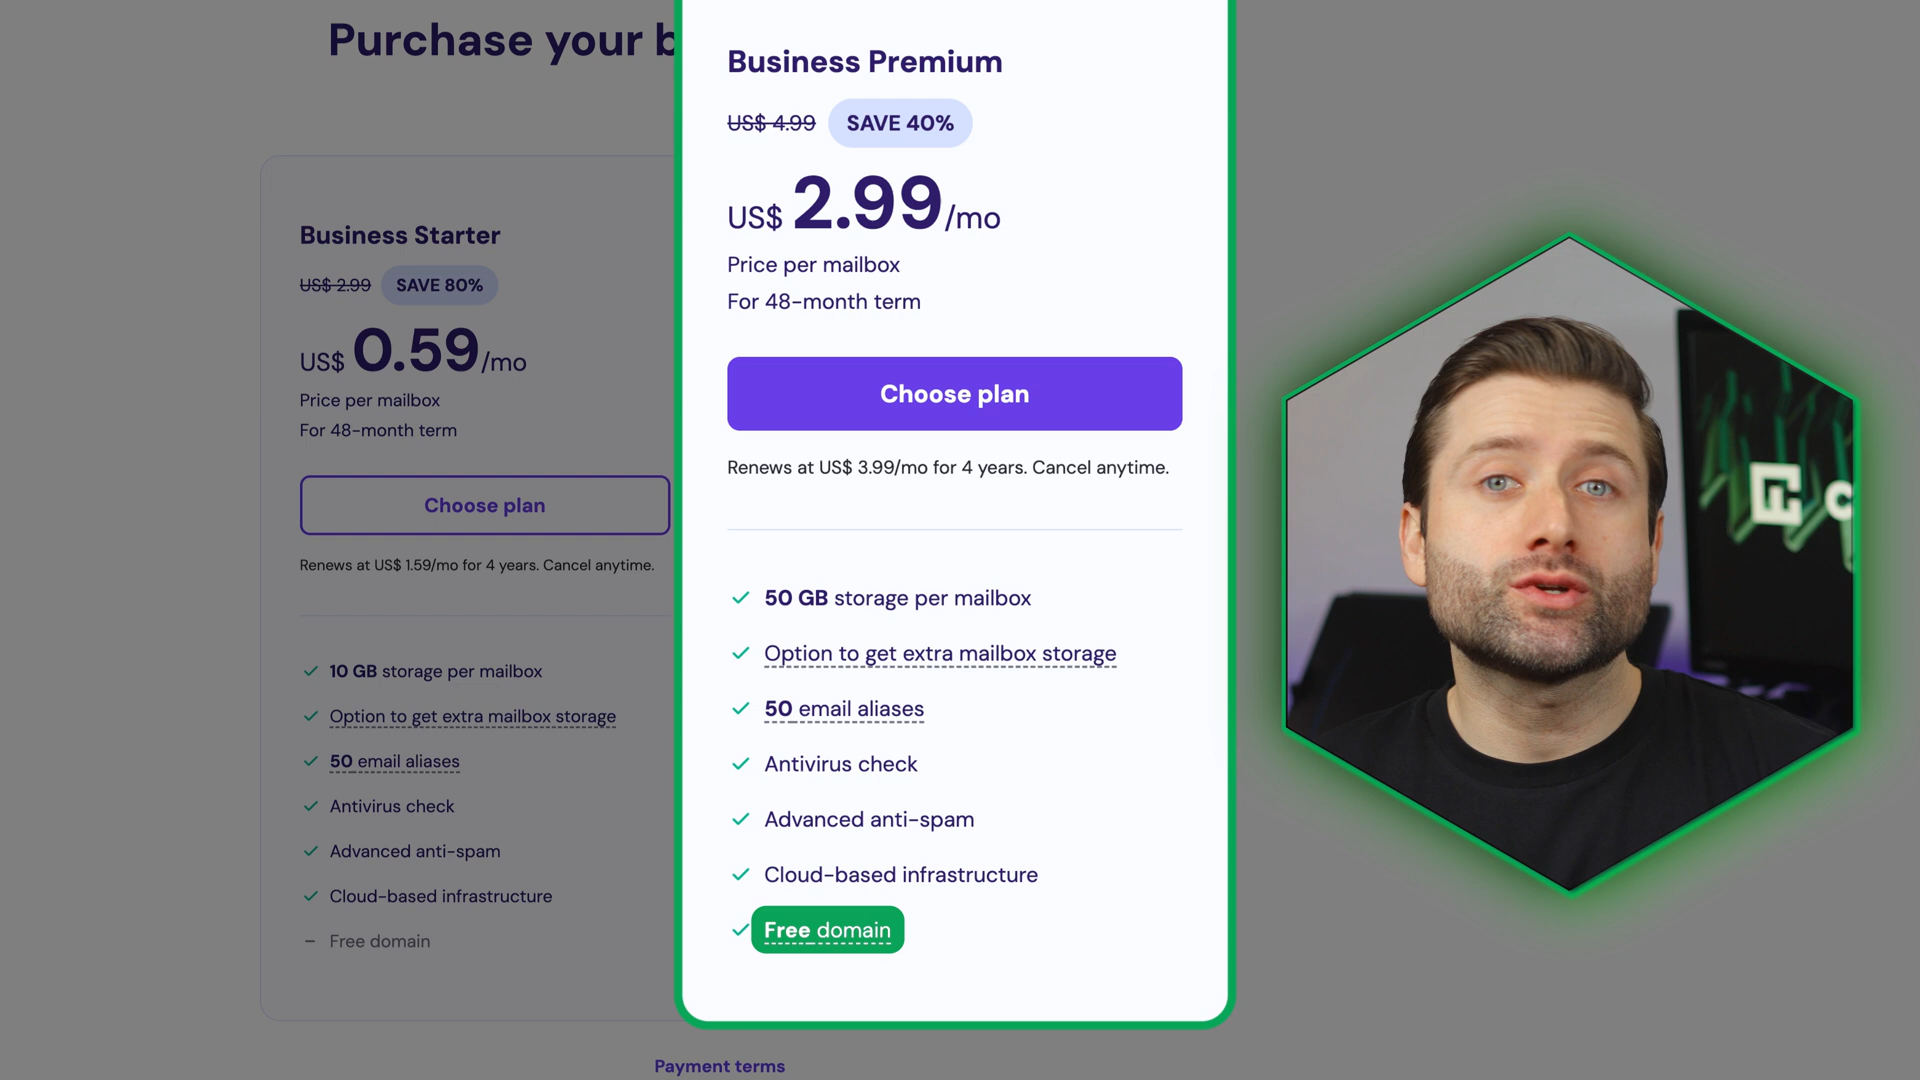 Purchase your b
Business Starter
US$ 2.99 SAVE 80%
US$ 0.59/mo
Price per mailbox
For 48-month term
Choose plan
Renews at US$ 1.59/mo for 4 years. Cancel anytime.
10 GB storage per mailbox
Option to get extra mailbox storage
50 email aliases
Antivirus check
Advanced anti-spam
Cloud-based infrastructure
– Free domain
Business Premium
US$ 4.99 SAVE 40%
US$ 2.99/mo
Price per mailbox
For 48-month term
Choose plan
Renews at US$ 3.99/mo for 4 years. Cancel anytime.
50 GB storage per mailbox
Option to get extra mailbox storage
50 email aliases
Antivirus check
Advanced anti-spam
Cloud-based infrastructure
Free domain
Payment terms